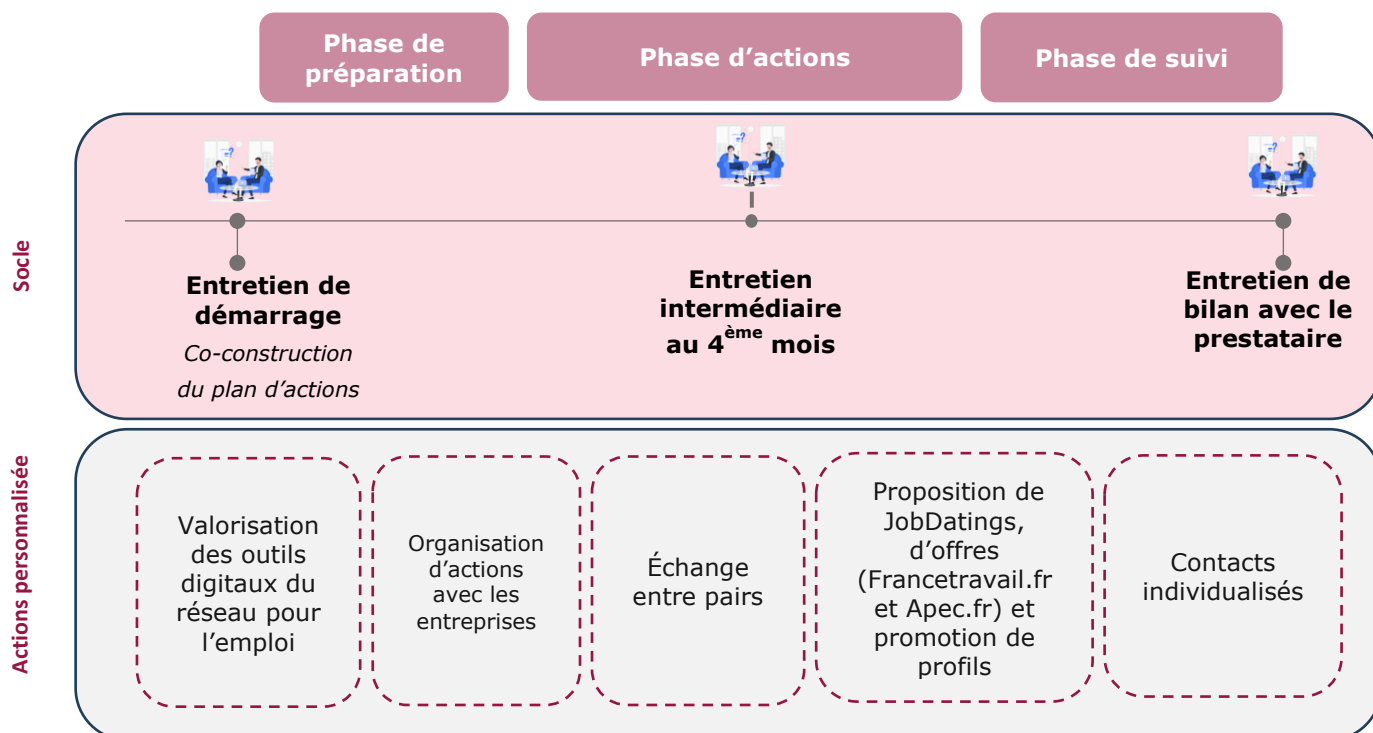 Phase de
préparation
Phase d’actions
Phase de suivi
Socle
Entretien de
démarrage
Co-construction
du plan d’actions
Entretien
intermédiaire
au 4ème mois
Entretien de
bilan avec le
prestataire
Actions personnalisée
Valorisation
des outils
digitaux du
réseau pour
l’emploi
Organisation
d’actions
avec les
entreprises
Échange
entre pairs
Proposition de
JobDatings,
d’offres
(Francetravail.fr
et Apec.fr) et
promotion de
profils
Contacts
individualisés